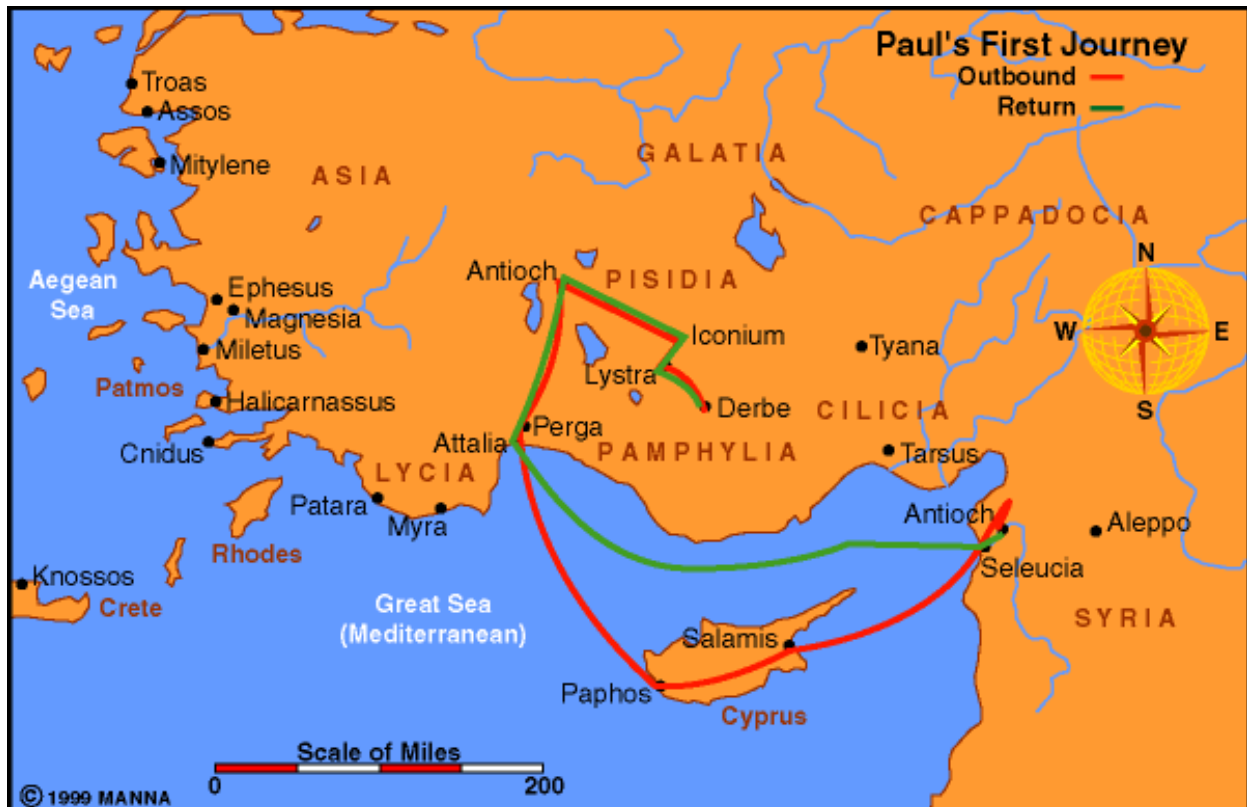 Paul's First Journey
Outbound
Return
Troas
Assos
Mitylene
ASIA
GALATIA
CAPPADOCIA
N
W
E
S
Aegean
Sea
Antioch
PISIDIA
Ephesus
Magnesia
Miletus
Iconium
Tyana
Patmos
Lystra
Halicarnassus
Derbe
CILICIA
Cnidus
Attalia
Perga
PAMPHYLIA
Tarsus
LYCIA
Patara
Myra
Antioch
Aleppo
Rhodes
Seleucia
Knossos
Crete
Great Sea
(Mediterranean)
SYRIA
Salamis
Paphos
Cyprus
Scale of Miles
0
200
© 1999 MANNA